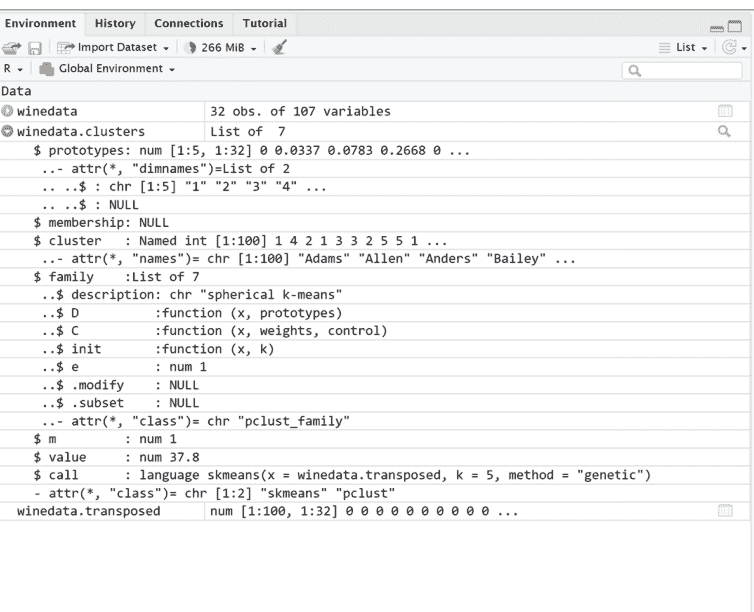 Environment History Connections Tutorial
Import Dataset 266 MiB List
R Global Environment
Data
winedata 32 obs. of 107 variables
winedata.clusters List of 7
$ prototypes: num [1:5, 1:32] 0 0.0337 0.0783 0.2668 0 ...
..- attr(*, "dimnames")=List of 2
.. ..$ : chr [1:5] "1" "2" "3" "4" ...
.. ..$ : NULL
$ membership: NULL
$ cluster : Named int [1:100] 1 4 2 1 3 3 2 5 5 1 ...
..- attr(*, "names")= chr [1:100] "Adams" "Allen" "Anders" "Bailey" ...
$ family :List of 7
..$ description: chr "spherical k-means"
..$ D :function (x, prototypes)
..$ C :function (x, weights, control)
..$ init :function (x, k)
..$ e : num 1
..$ .modify : NULL
..$ .subset : NULL
..- attr(*, "class")= chr "pclust_family"
$ m : num 1
$ value : num 37.8
$ call : language skmeans(x = winedata.transposed, k = 5, method = "genetic")
- attr(*, "class")= chr [1:2] "skmeans" "pclust"
winedata.transposed num [1:100, 1:32] 0 0 0 0 0 0 0 0 0 0 ...